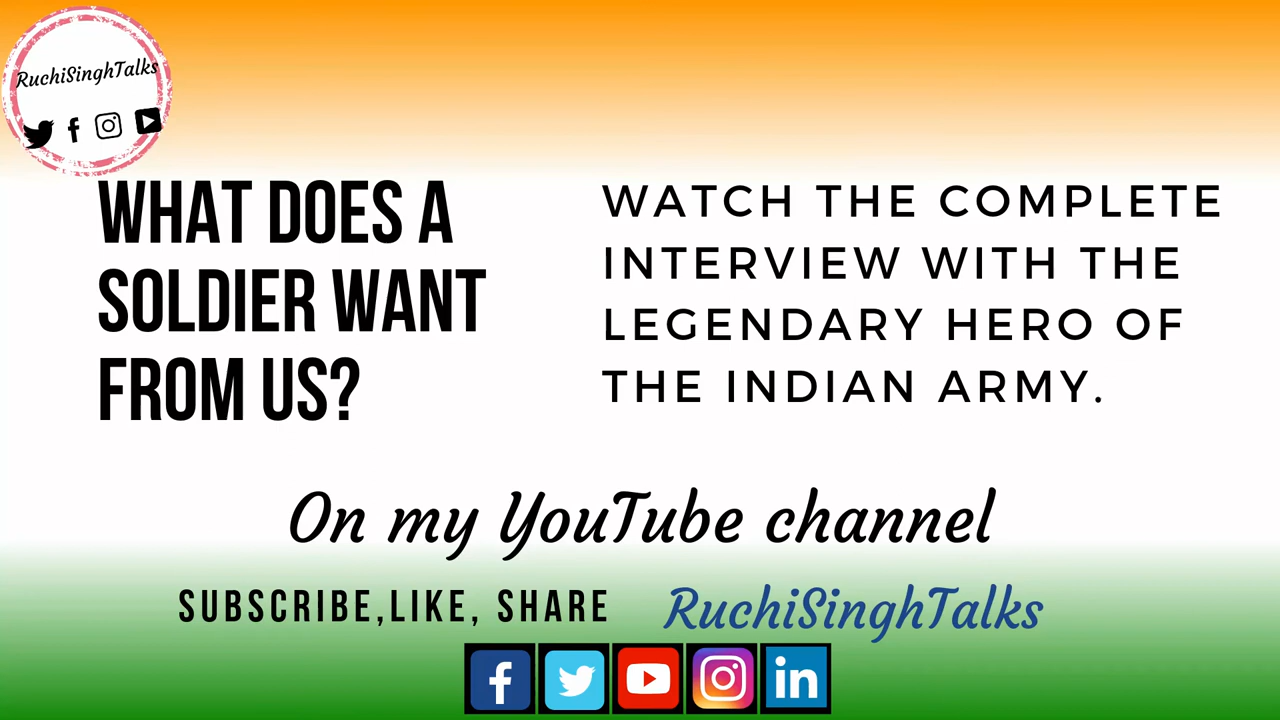 RuchiSinghTalks
WHAT DOES A
SOLDIER WANT
FROM US?
WATCH THE COMPLETE
INTERVIEW WITH THE
LEGENDARY HERO OF
THE INDIAN ARMY.
On my YouTube channel
SUBSCRIBE,LIKE, SHARE
RuchiSinghTalks